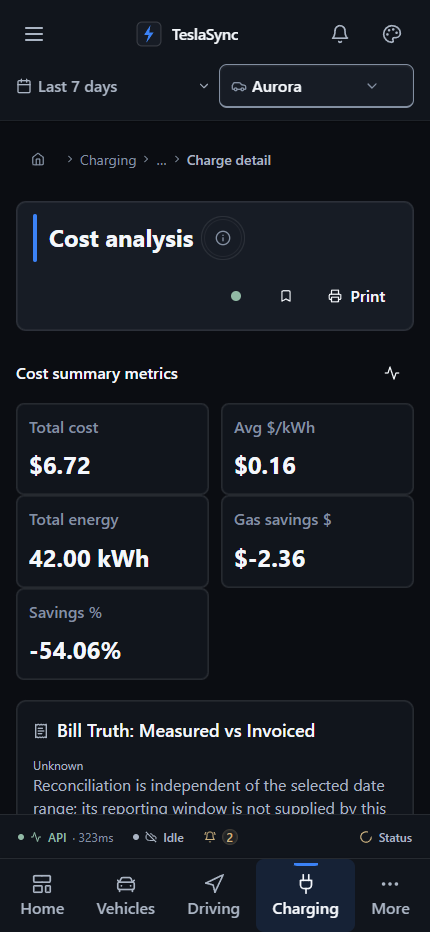 TeslaSync
Last 7 days
Aurora
Charging
...
Charge detail
Cost analysis
Print
Cost summary metrics
Total cost
$6.72
Avg $/kWh
$0.16
Total energy
42.00 kWh
Gas savings $
$-2.36
Savings %
-54.06%
Bill Truth: Measured vs Invoiced
Unknown
Reconciliation is independent of the selected date
range; its reporting window is not supplied by this
API · 323ms
Idle
2
Status
Home
Vehicles
Driving
Charging
More